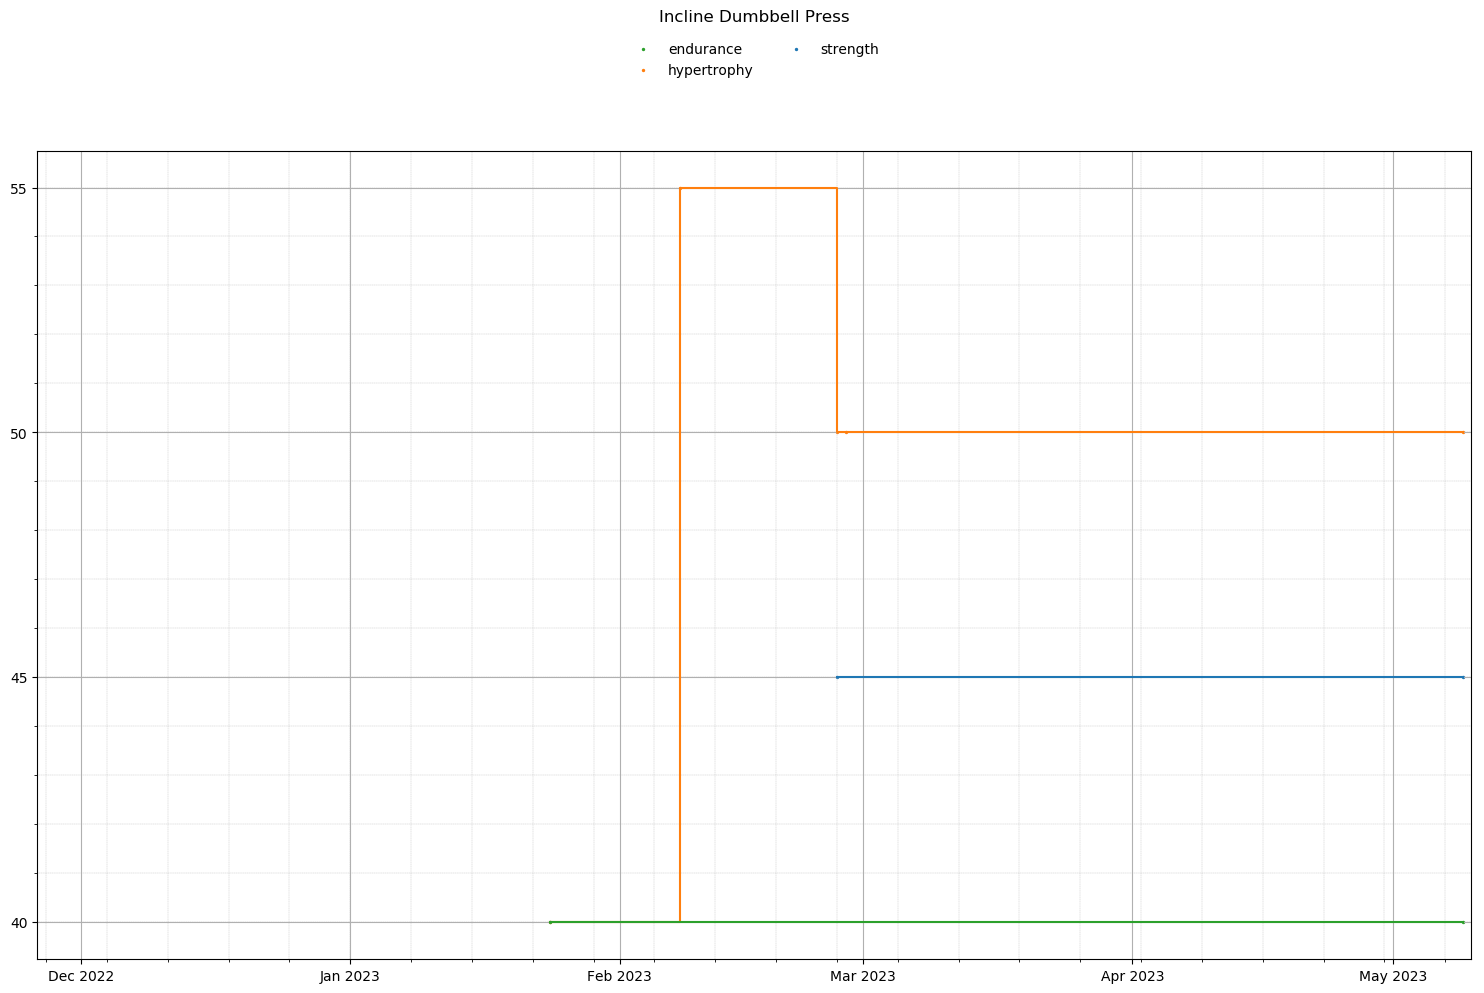 Incline Dumbbell Press
endurance strength
hypertrophy
55
50
45
40
Dec 2022 Jan 2023 Feb 2023 Mar 2023 Apr 2023 May 2023